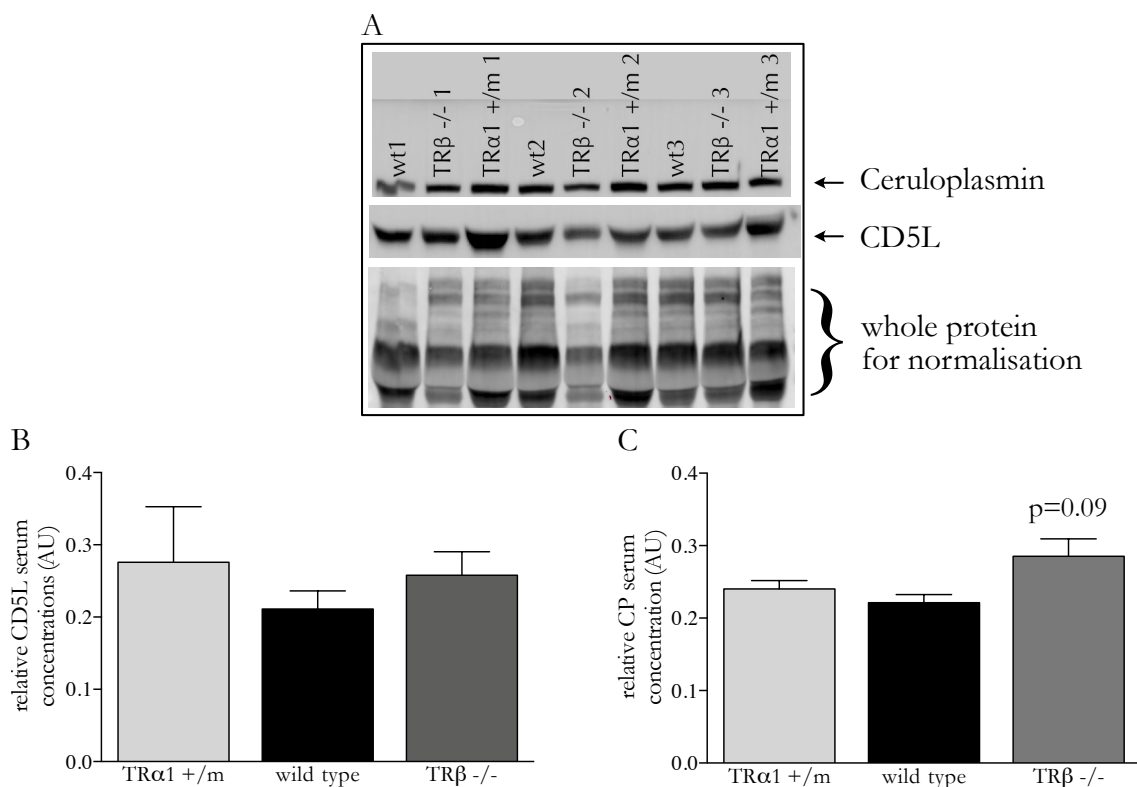 A
wt1
TRβ -/- 1
TRα1 +/m 1
wt2
TRβ -/- 2
TRα1 +/m 2
wt3
TRβ -/- 3
TRα1 +/m 3
Ceruloplasmin
CD5L
whole protein
for normalisation
B
relative CD5L serum
concentrations (AU)
0.4
0.3
0.2
0.1
0.0
TRα1 +/m
wild type
TRβ -/-
C
relative CP serum
concentration (AU)
0.4
0.3
0.2
0.1
0.0
p=0.09
TRα1 +/m
wild type
TRβ -/-